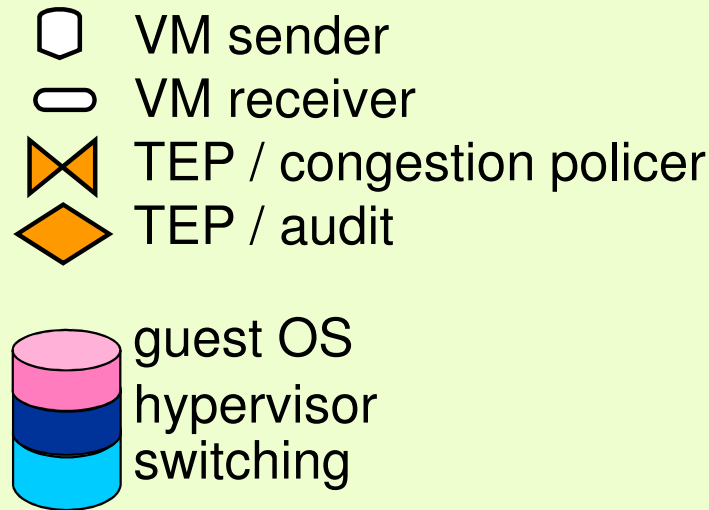 VM sender
VM receiver
TEP / congestion policer
TEP / audit
guest OS
hypervisor
switching